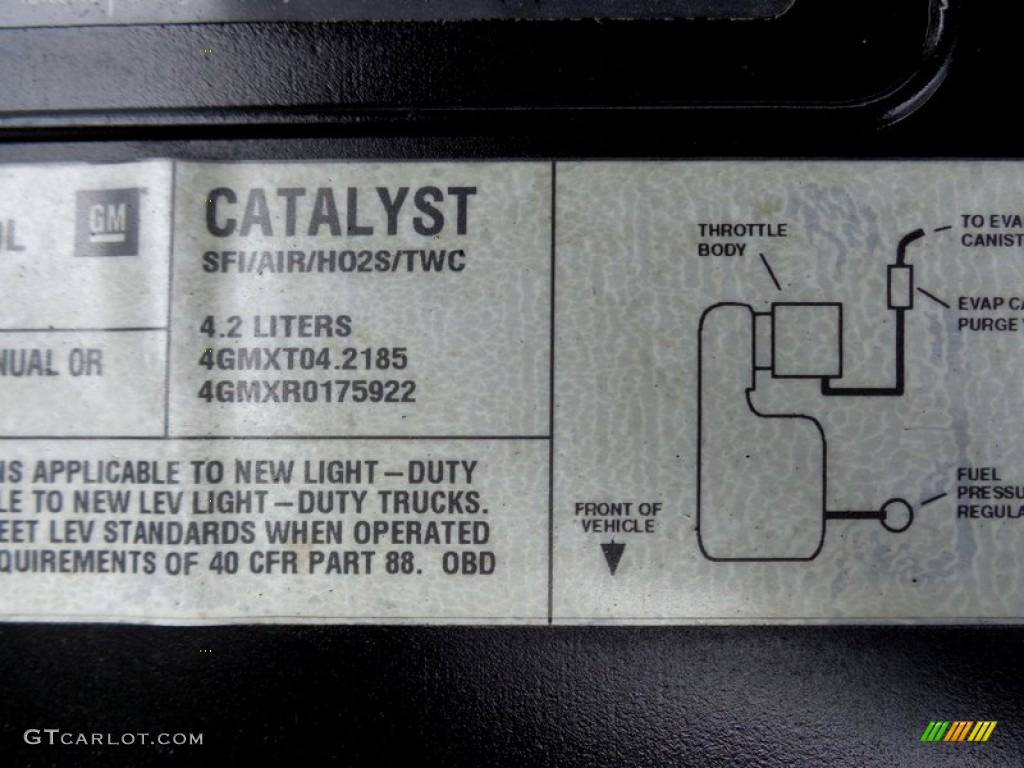 GM
CATALYST
SFI/AIR/HO2S/TWC
4.2 LITERS
4GMXT04.2185
4GMXR0175922
OL
NUAL OR
NS APPLICABLE TO NEW LIGHT–DUTY
LE TO NEW LEV LIGHT–DUTY TRUCKS.
EET LEV STANDARDS WHEN OPERATED
QUIREMENTS OF 40 CFR PART 88. OBD
THROTTLE
BODY
TO EVA
CANIST
EVAP CA
PURGE
FUEL
PRESSU
REGULA
FRONT OF
VEHICLE
GTCARLOT.COM